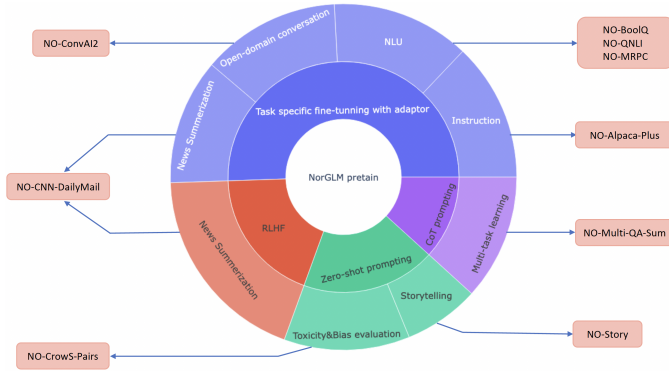 NO-ConvAI2
Open-domain conversation
NLU
NO-BoolQ
NO-QNLI
NO-MRPC
News Summerization
Task specific fine-tunning with adaptor
Instruction
NO-Alpaca-Plus
NorGLM pretain
NO-CNN-DailyMail
News Summerization
RLHF
CoT prompting
Multi-task learning
NO-Multi-QA-Sum
Zero-shot prompting
Storytelling
Toxicity&Bias evaluation
NO-Story
NO-CrowS-Pairs